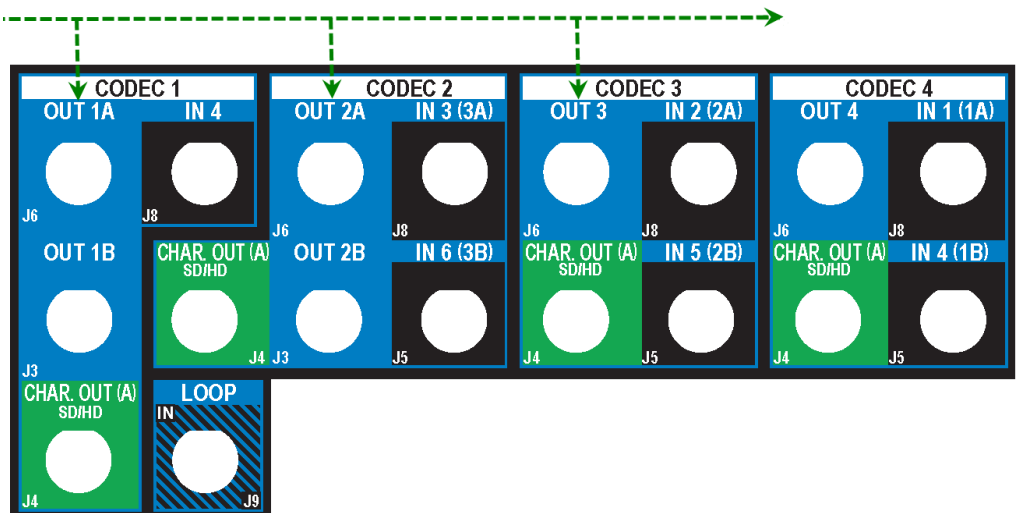 CODEC 1
CODEC 2
CODEC 3
CODEC 4
OUT 1A
IN 4
OUT 2A
IN 3 (3A)
OUT 3
IN 2 (2A)
OUT 4
IN 1 (1A)
J6
J8
J6
J8
J6
J8
J6
J8
OUT 1B
CHAR. OUT (A)
SD/HD
OUT 2B
IN 6 (3B)
CHAR. OUT (A)
SD/HD
IN 5 (2B)
CHAR. OUT (A)
SD/HD
IN 4 (1B)
J3
J4
J3
J5
J4
J5
J4
J5
CHAR. OUT (A)
SD/HD
LOOP
IN
J4
J9